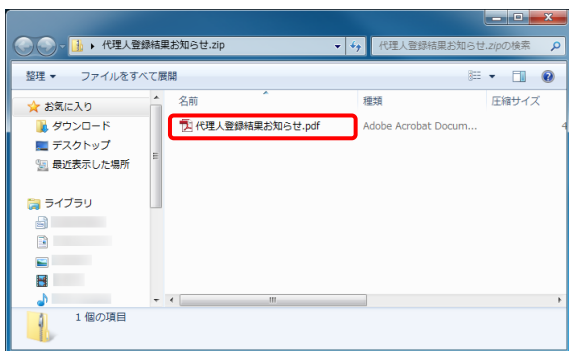 代理人登録結果お知らせ.zip
代理人登録結果お知らせ.zipの検索
整理
ファイルをすべて展開
お気に入り
ダウンロード
デスクトップ
最近表示した場所
ライブラリ
名前
種類
圧縮サイズ
代理人登録結果お知らせ.pdf
Adobe Acrobat Docum...
4
1 個の項目